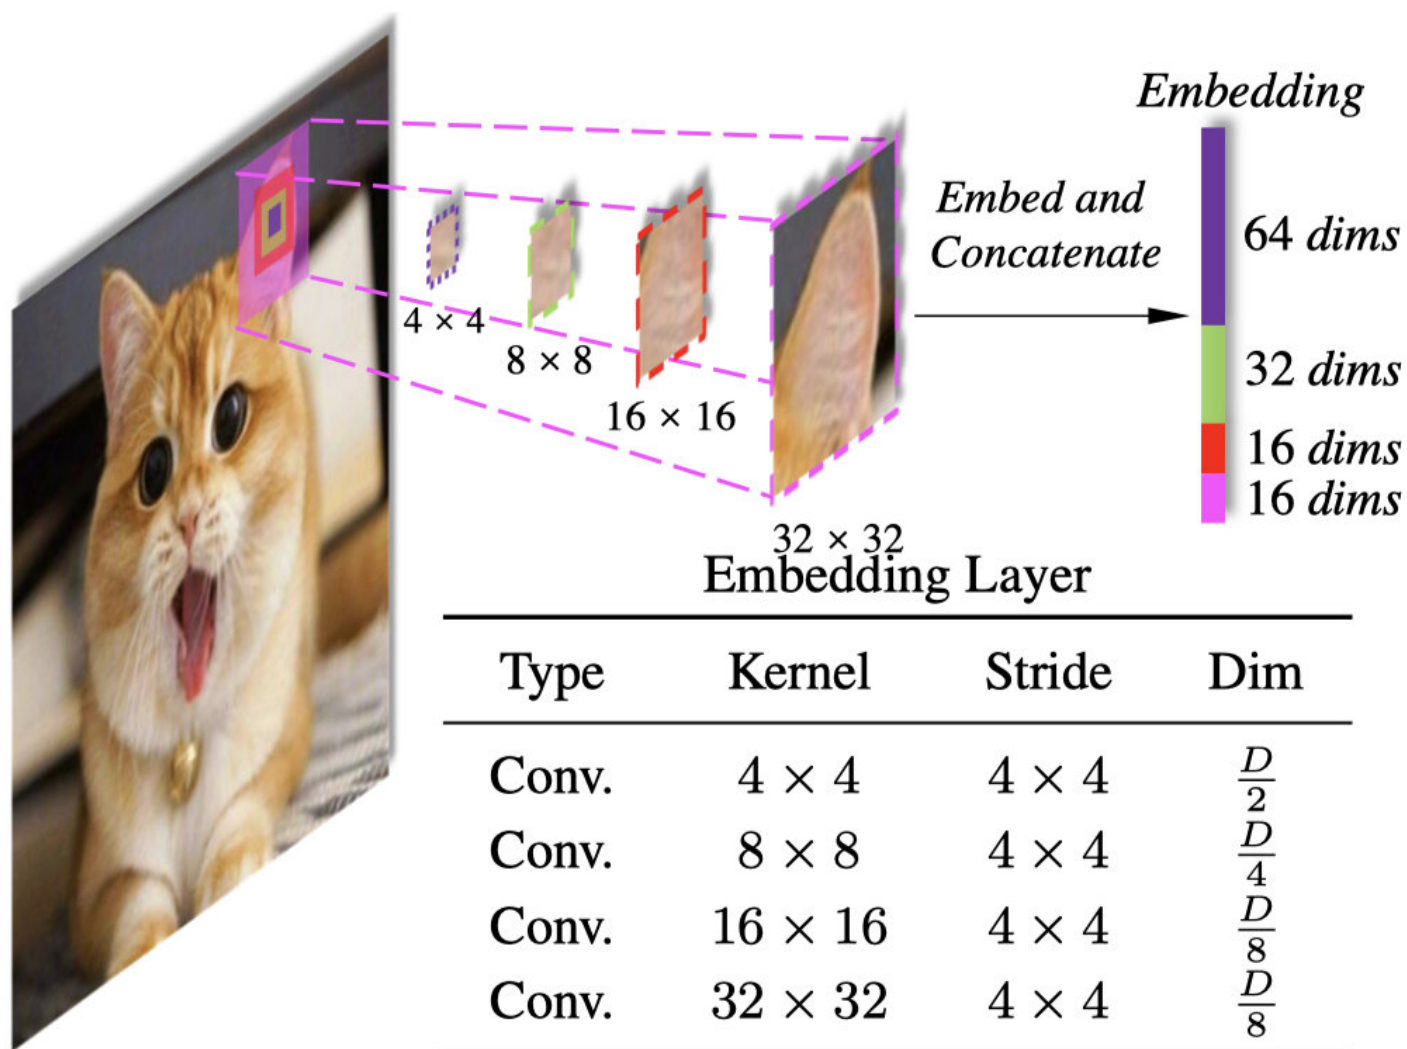 Embedding
Embed and
Concatenate
64 dims
32 dims
16 dims
16 dims
4 × 4
8 × 8
16 × 16
32 × 32
Embedding Layer
Type Kernel Stride Dim
Conv. 4 × 4 4 × 4 D/2
Conv. 8 × 8 4 × 4 D/4
Conv. 16 × 16 4 × 4 D/8
Conv. 32 × 32 4 × 4 D/8